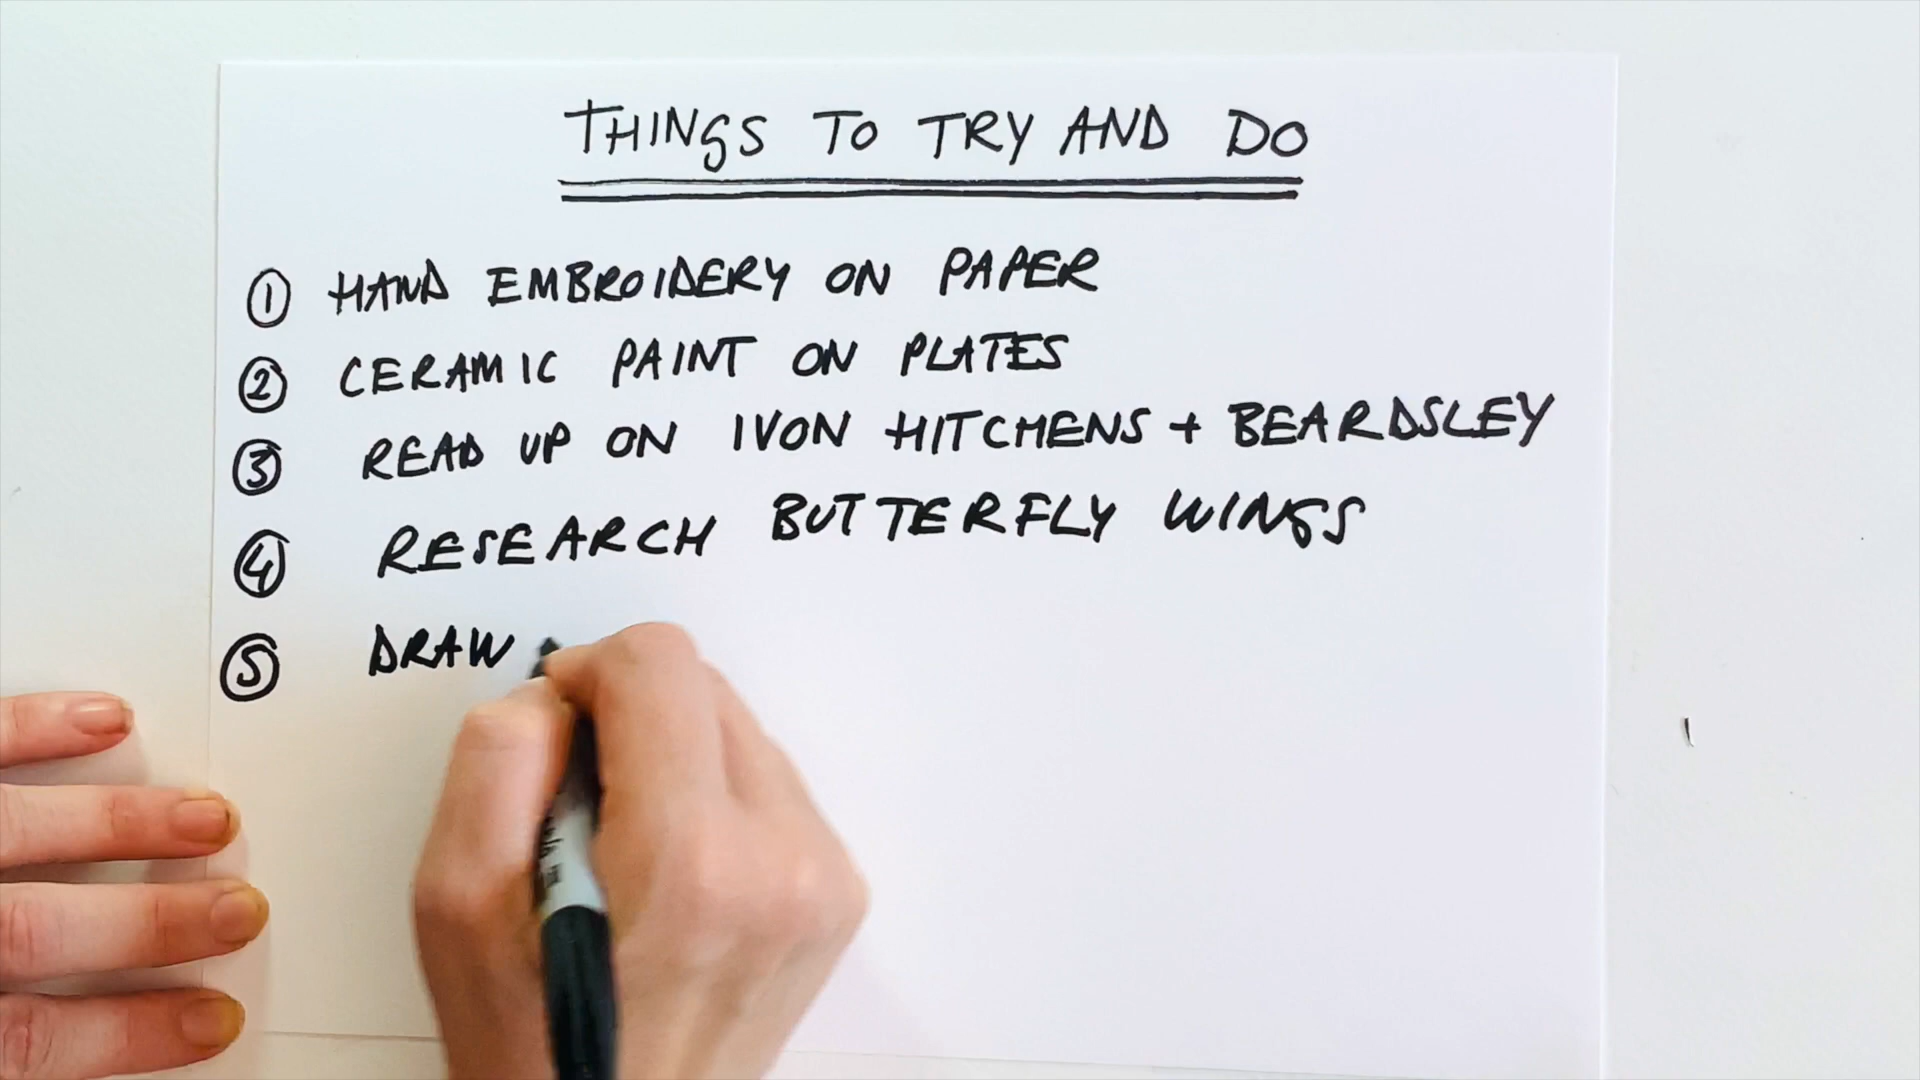 THINGS TO TRY AND DO
① HAND EMBROIDERY ON PAPER
② CERAMIC PAINT ON PLATES
③ READ UP ON IVON HITCHENS + BEARDSLEY
④ RESEARCH BUTTERFLY WINGS
⑤ DRAW